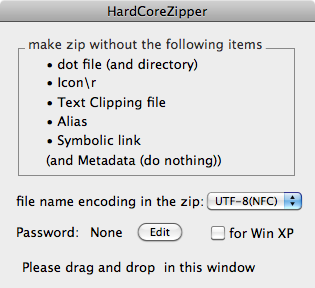 HardCoreZipper
make zip without the following items
• dot file (and directory)
• Icon\r
• Text Clipping file
• Alias
• Symbolic link
(and Metadata (do nothing))
file name encoding in the zip: UTF-8(NFC)
Password: None Edit for Win XP
Please drag and drop in this window